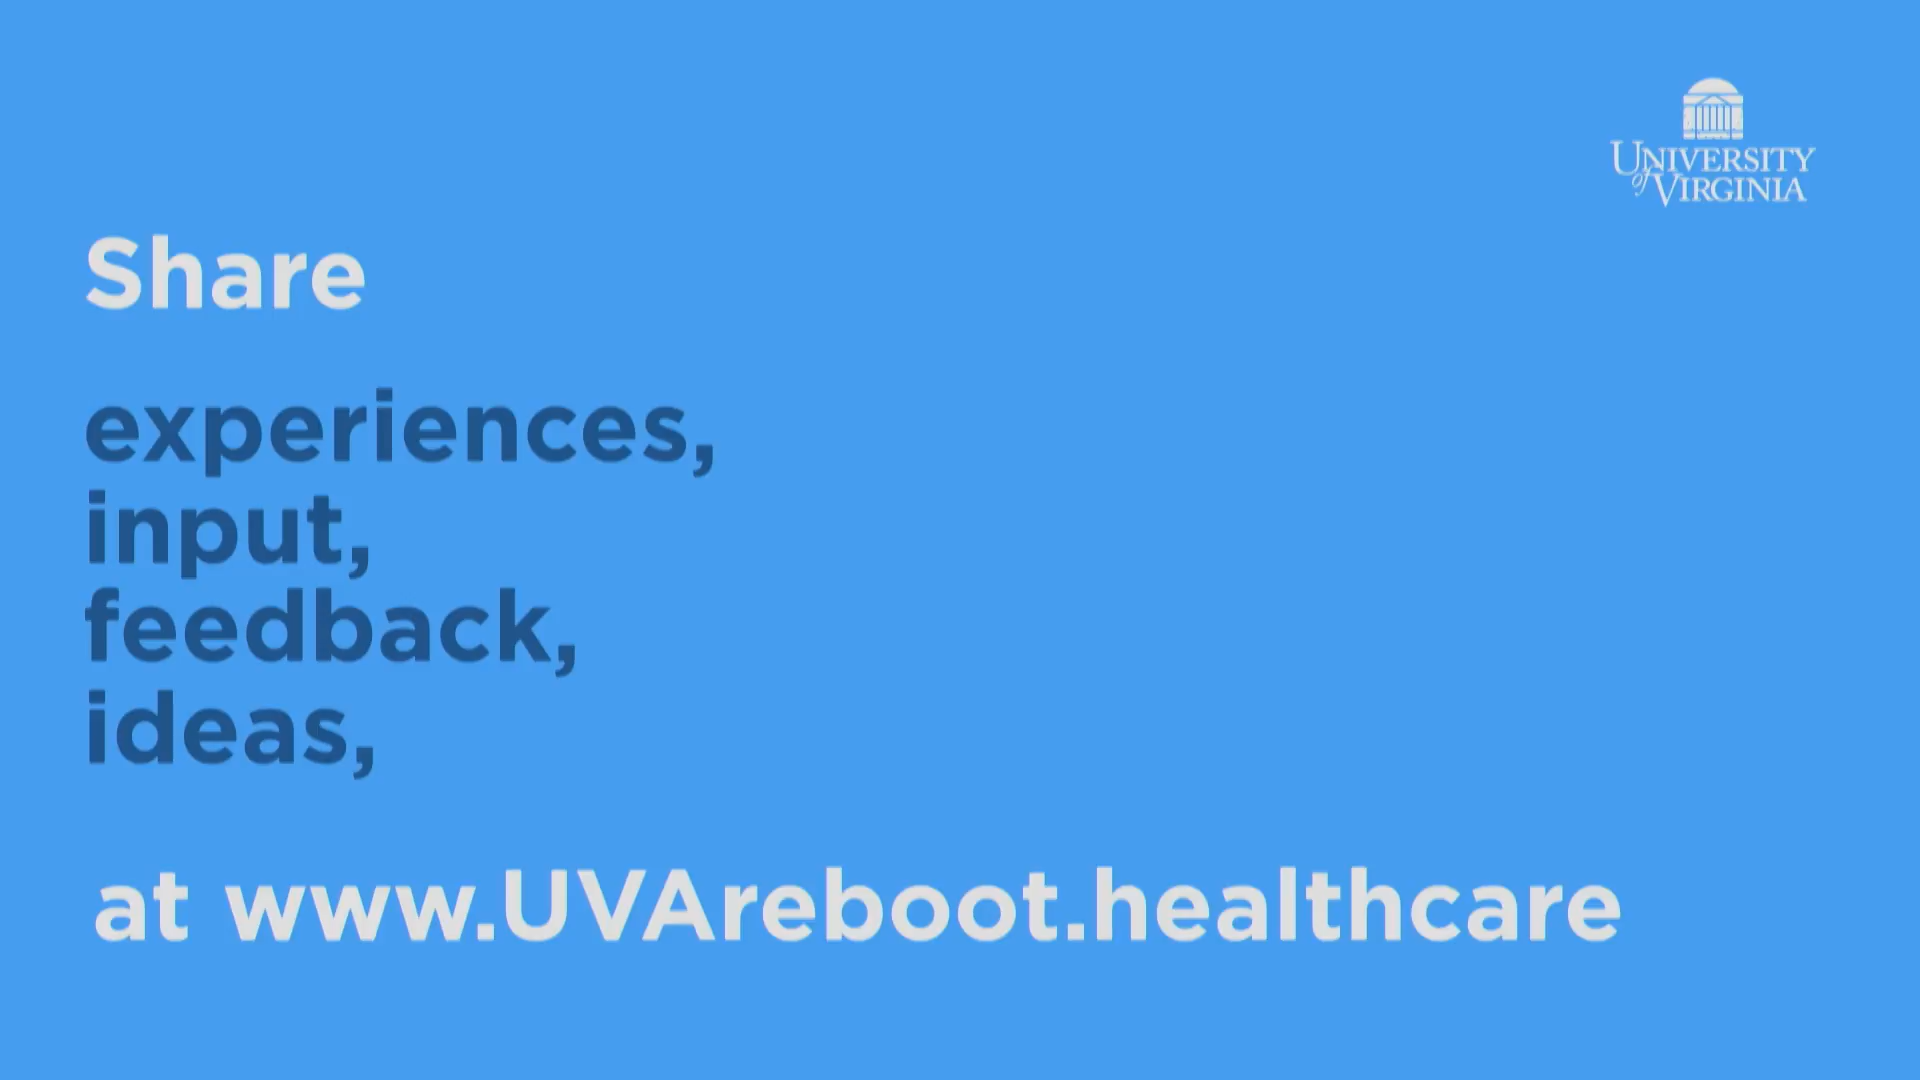 UNIVERSITY
of VIRGINIA
Share
experiences,
input,
feedback,
ideas,
at www.UVAreboot.healthcare